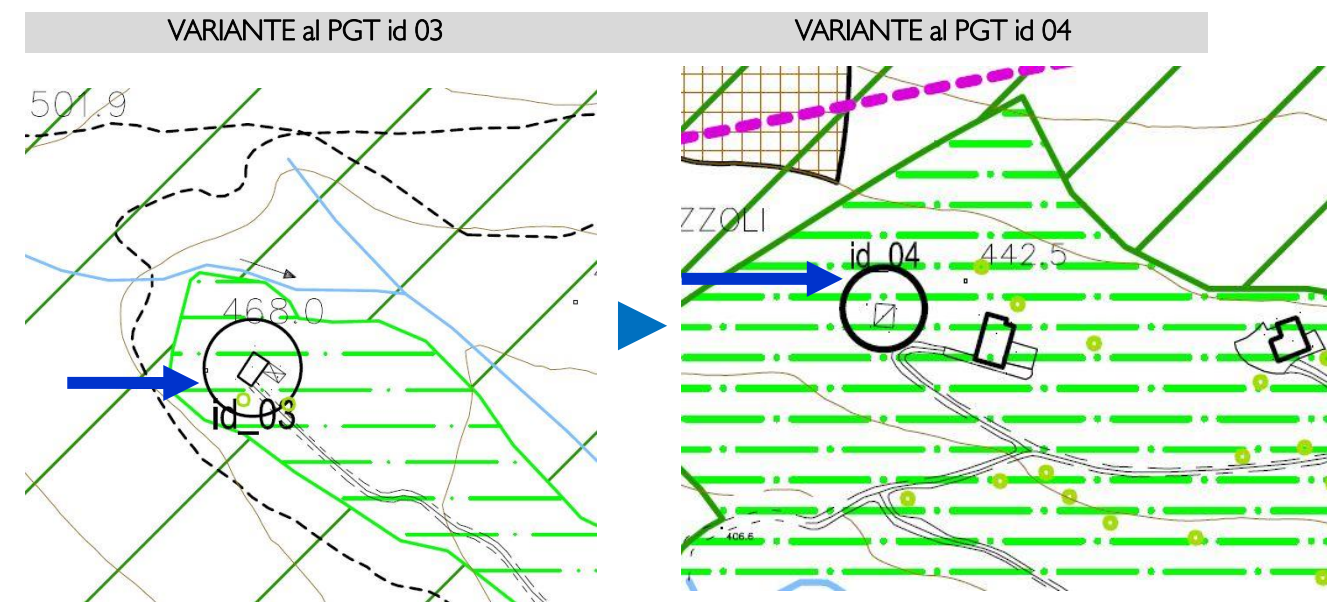 VARIANTE al PGT id 03
VARIANTE al PGT id 04
501.9
468.0
id_03
ZZOLI
id_04
442.5
406.6